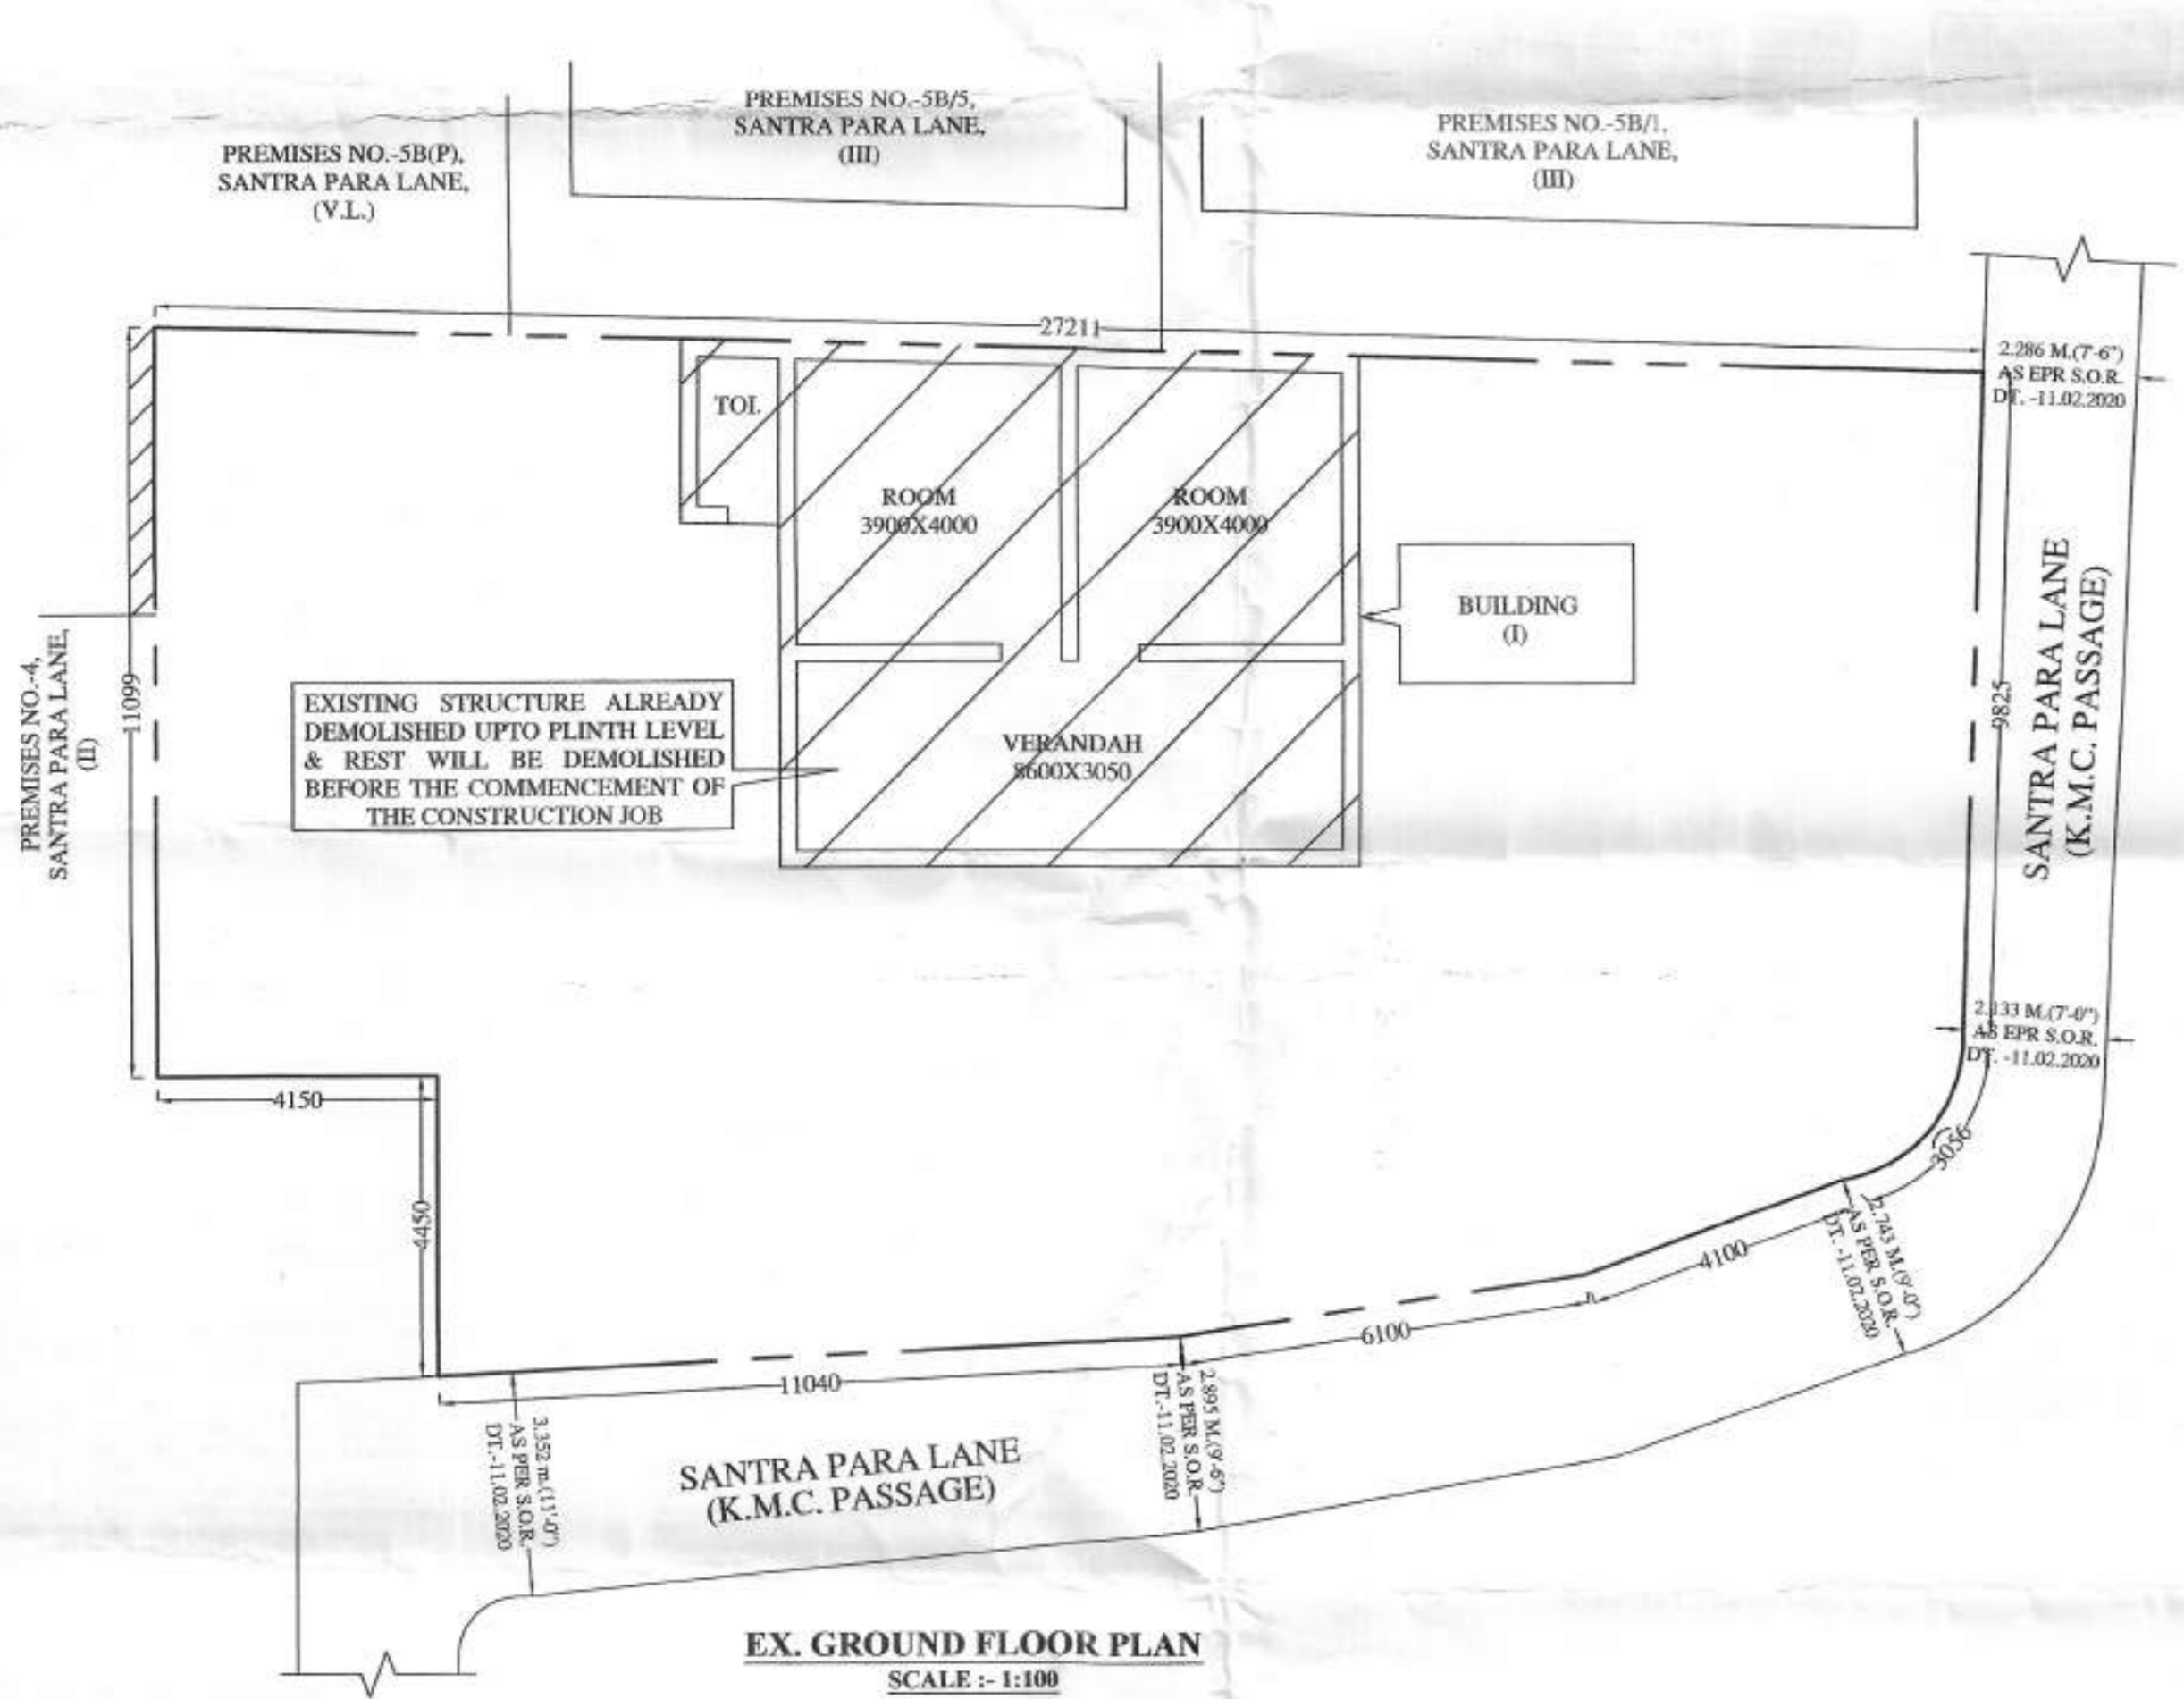 PREMISES NO.-5B(P),
SANTRA PARA LANE,
(V.L.)
PREMISES NO.-5B/5,
SANTRA PARA LANE,
(III)
PREMISES NO.-5B/1,
SANTRA PARA LANE,
(III)
27211
2.286 M.(7'-6")
AS EPR S.O.R.
DT. -11.02.2020
TOI.
ROOM
3900X4000
ROOM
3900X4000
BUILDING
(I)
PREMISES NO.-4,
SANTRA PARA LANE,
(II)
11099
EXISTING STRUCTURE ALREADY
DEMOLISHED UPTO PLINTH LEVEL
& REST WILL BE DEMOLISHED
BEFORE THE COMMENCEMENT OF
THE CONSTRUCTION JOB
VERANDAH
8600X3050
9825
SANTRA PARA LANE
(K.M.C. PASSAGE)
2.133 M.(7'-0")
AS EPR S.O.R.
DT. -11.02.2020
4150
4450
3056
2.743 M.(9'-0")
AS PER S.O.R.
DT. -11.02.2020
4100
6100
11040
2.895 M.(9'-6")
AS PER S.O.R.
DT.-11.02.2020
3.352 m.(11'-0")
AS PER S.O.R.
DT.-11.02.2020
SANTRA PARA LANE
(K.M.C. PASSAGE)
EX. GROUND FLOOR PLAN
SCALE :- 1:100